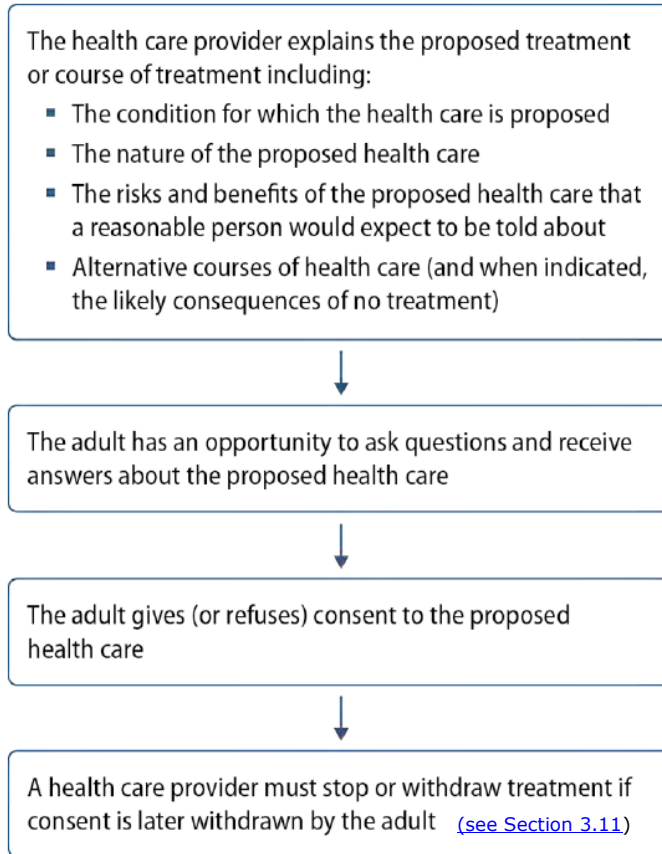 The health care provider explains the proposed treatment
or course of treatment including:
▪ The condition for which the health care is proposed
▪ The nature of the proposed health care
▪ The risks and benefits of the proposed health care that
a reasonable person would expect to be told about
▪ Alternative courses of health care (and when indicated,
the likely consequences of no treatment)
The adult has an opportunity to ask questions and receive
answers about the proposed health care
The adult gives (or refuses) consent to the proposed
health care
A health care provider must stop or withdraw treatment if
consent is later withdrawn by the adult (see Section 3.11)